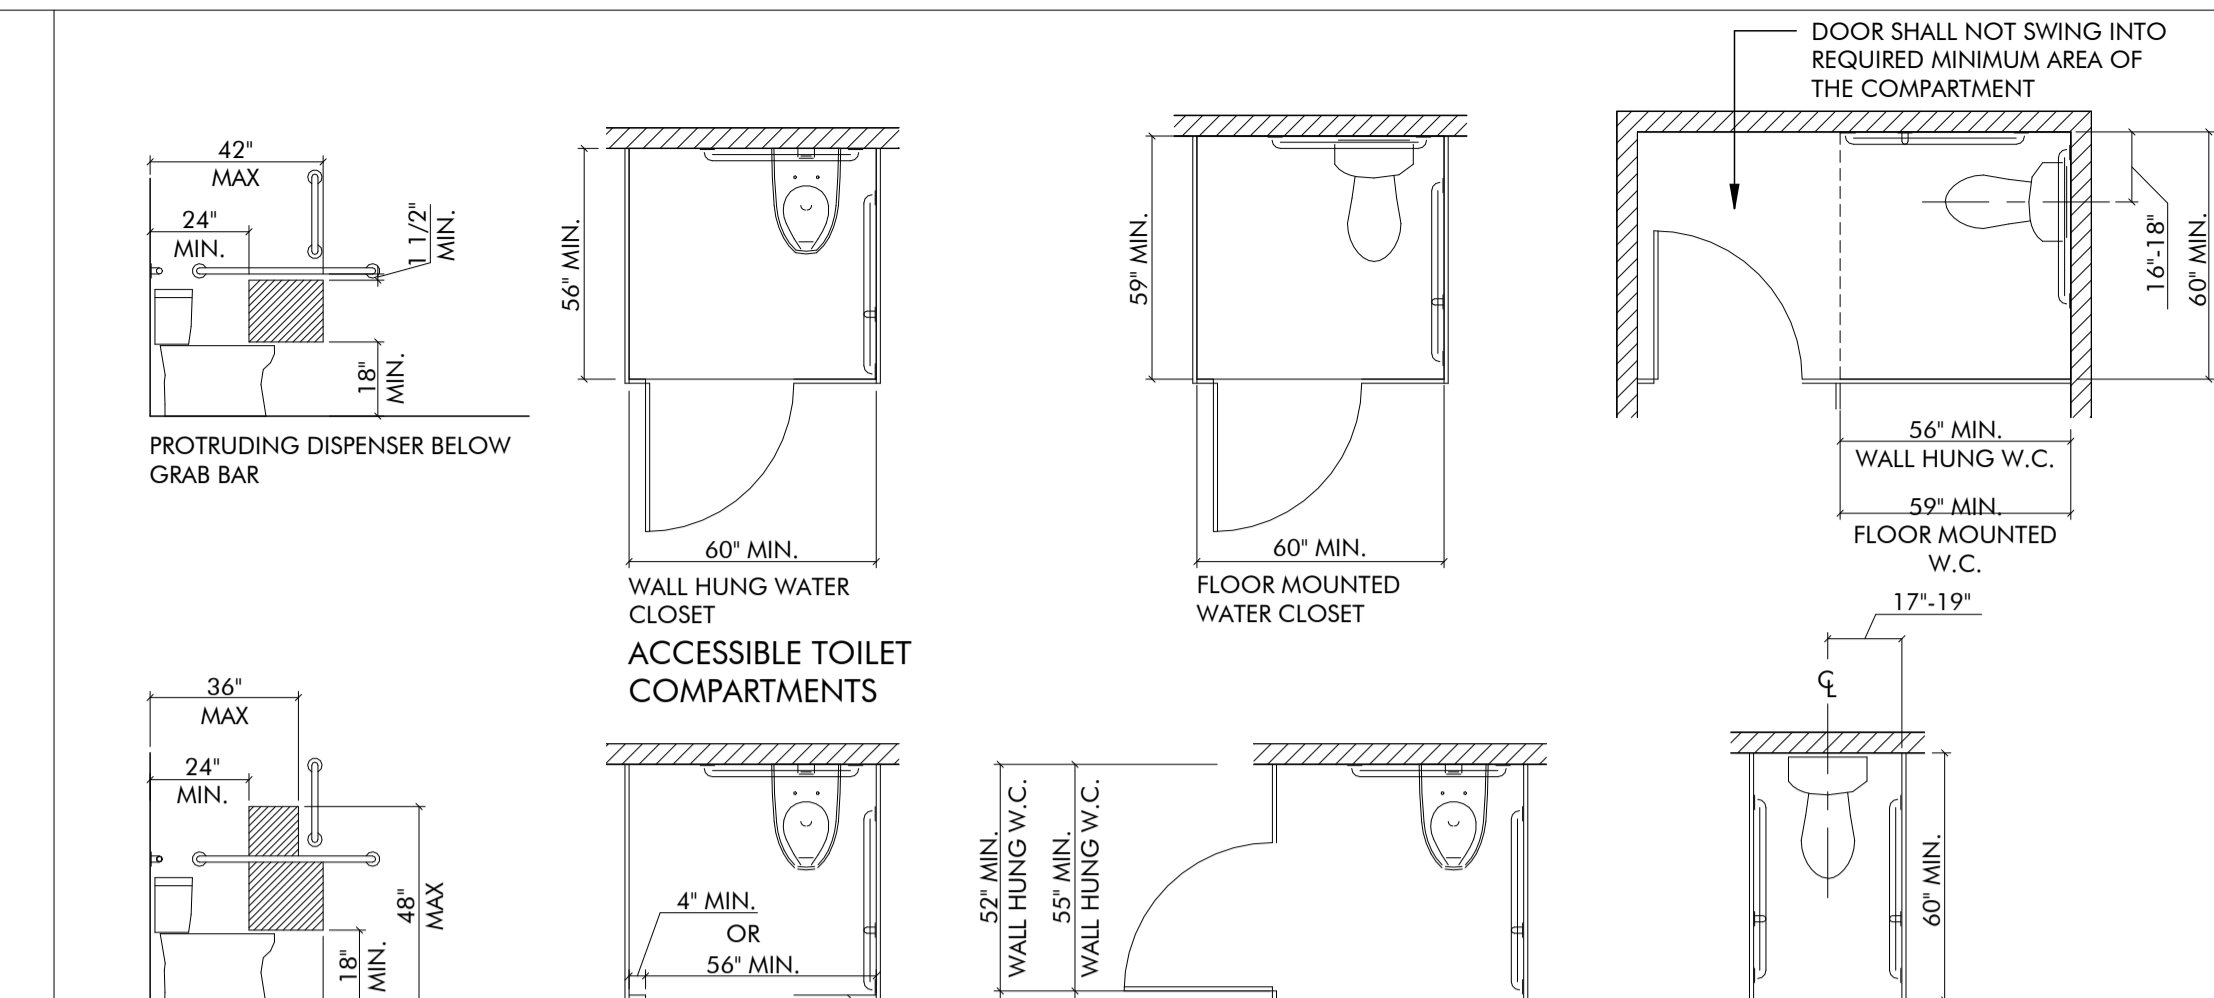 DOOR SHALL NOT SWING INTO
REQUIRED MINIMUM AREA OF
THE COMPARTMENT
42"
MAX
24"
MIN.
1 1/2"
MIN.
18"
MIN.
PROTRUDING DISPENSER BELOW
GRAB BAR
56" MIN.
60" MIN.
WALL HUNG WATER
CLOSET
ACCESSIBLE TOILET
COMPARTMENTS
59" MIN.
60" MIN.
FLOOR MOUNTED
WATER CLOSET
16"-18"
60" MIN.
56" MIN.
WALL HUNG W.C.
59" MIN.
FLOOR MOUNTED
W.C.
36"
MAX
24"
MIN.
48"
MAX
18"
MIN.
4" MIN.
OR
56" MIN.
52" MIN.
WALL HUNG W.C.
55" MIN.
WALL HUNG W.C.
17"-19"
℄
60" MIN.